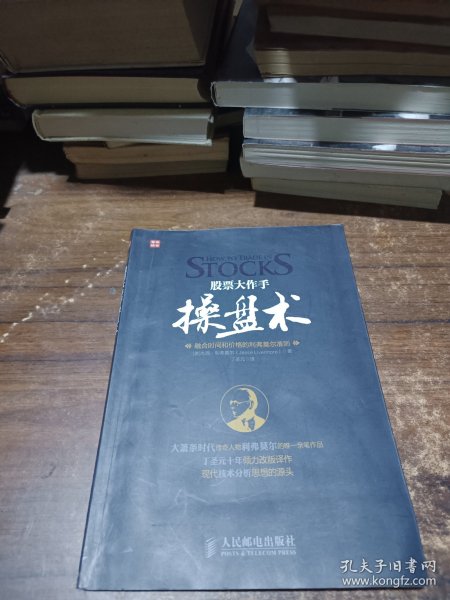 HOW TO TRADE IN
STOCKS
股票大作手
操盘术
融合时间和价格的利弗莫尔准则
大萧条时代传奇人物利弗莫尔的唯一亲笔作品
丁圣元十年倾力改版译作
现代技术分析思想的源头
人民邮电出版社
POSTS & TELECOM PRESS
孔夫子旧书网
www.kongfz.com